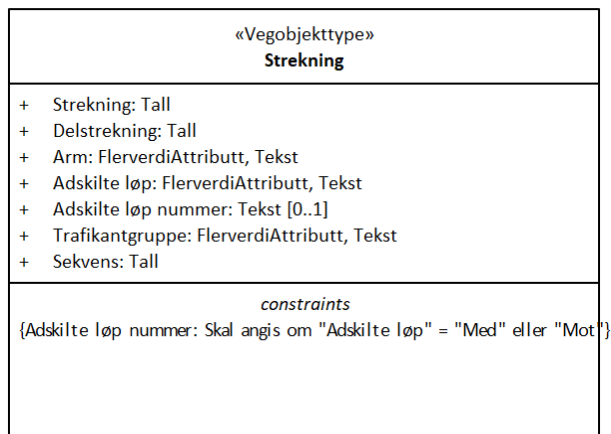 «Vegobjekttype»
Strekning
+ Strekning: Tall
+ Delstrekning: Tall
+ Arm: FlerverdiAttributt, Tekst
+ Adskilte løp: FlerverdiAttributt, Tekst
+ Adskilte løp nummer: Tekst [0..1]
+ Trafikantgruppe: FlerverdiAttributt, Tekst
+ Sekvens: Tall
constraints
{Adskilte løp nummer: Skal angis om "Adskilte løp" = "Med" eller "Mot"}